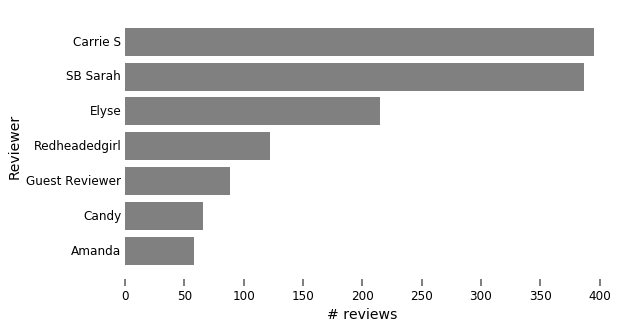 Carrie S
SB Sarah
Elyse
Redheadedgirl
Guest Reviewer
Candy
Amanda
Reviewer
0 50 100 150 200 250 300 350 400
# reviews